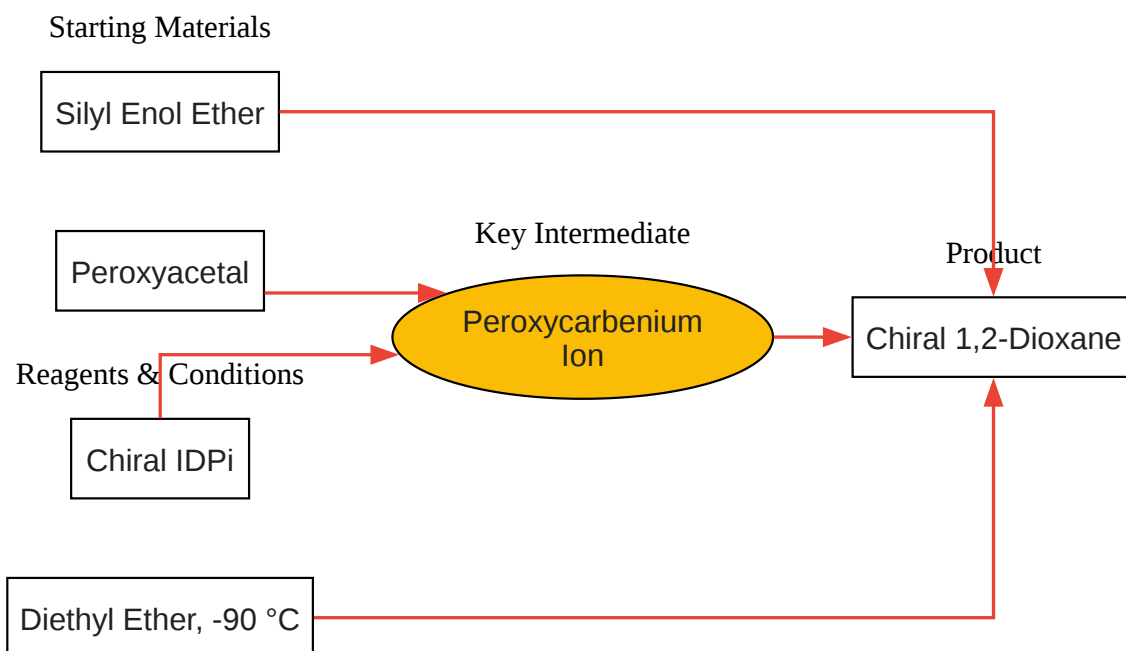 Starting Materials
Silyl Enol Ether
Peroxyacetal
Key Intermediate
Peroxycarbenium
Ion
Product
Chiral 1,2-Dioxane
Reagents & Conditions
Chiral IDPi
Diethyl Ether, -90 °C